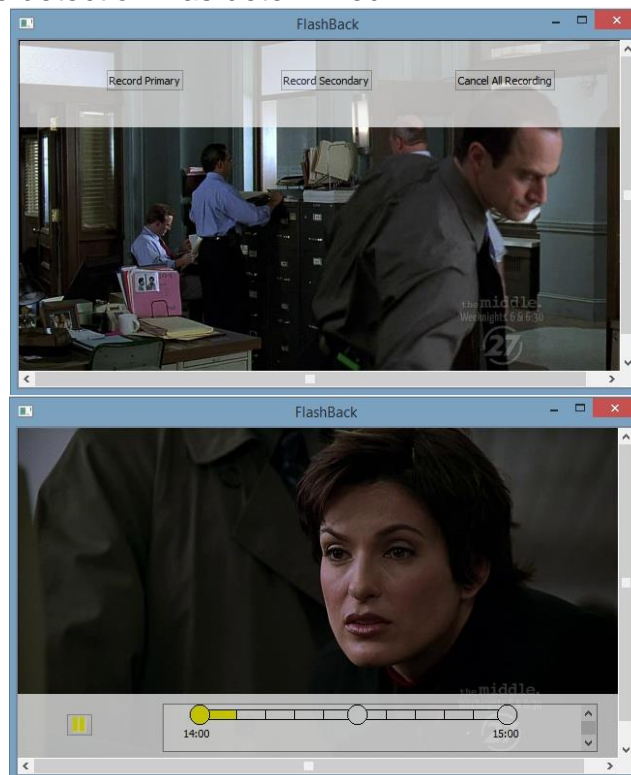 FlashBack
Record Primary Record Secondary Cancel All Recording
the middle.
Weeknights 6 & 6:30
27
FlashBack
the middle.
14:00 15:00